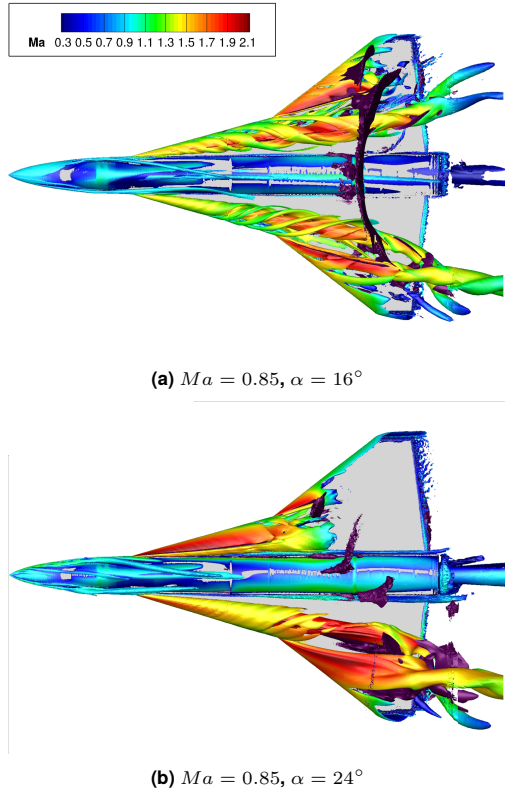 Ma 0.3 0.5 0.7 0.9 1.1 1.3 1.5 1.7 1.9 2.1
(a) Ma = 0.85, α = 16°
(b) Ma = 0.85, α = 24°